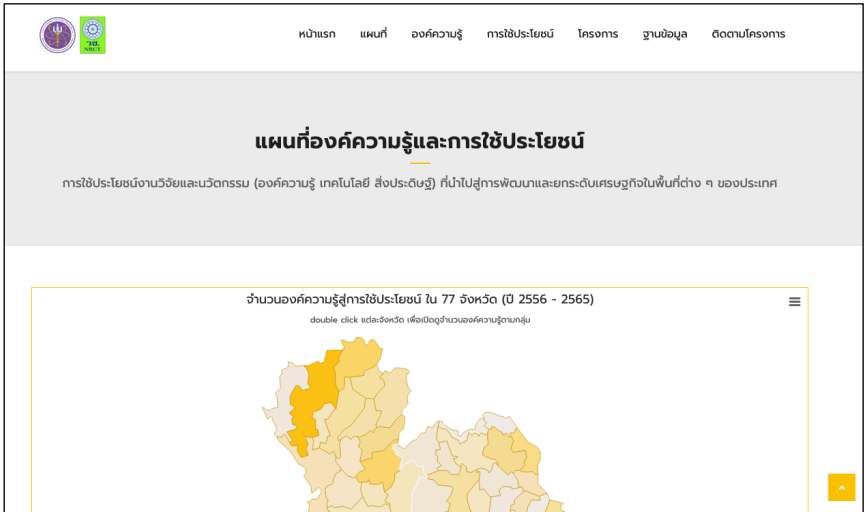 วช.
NRCT
หน้าแรก แผนที่ องค์ความรู้ การใช้ประโยชน์ โครงการ ฐานข้อมูล ติดตามโครงการ
แผนที่องค์ความรู้และการใช้ประโยชน์
การใช้ประโยชน์งานวิจัยและนวัตกรรม (องค์ความรู้ เทคโนโลยี สิ่งประดิษฐ์) ที่นำไปสู่การพัฒนาและยกระดับเศรษฐกิจในพื้นที่ต่าง ๆ ของประเทศ
จำนวนองค์ความรู้สู่การใช้ประโยชน์ ใน 77 จังหวัด (ปี 2556 - 2565)
double click แต่ละจังหวัด เพื่อเปิดดูจำนวนองค์ความรู้ตามกลุ่ม